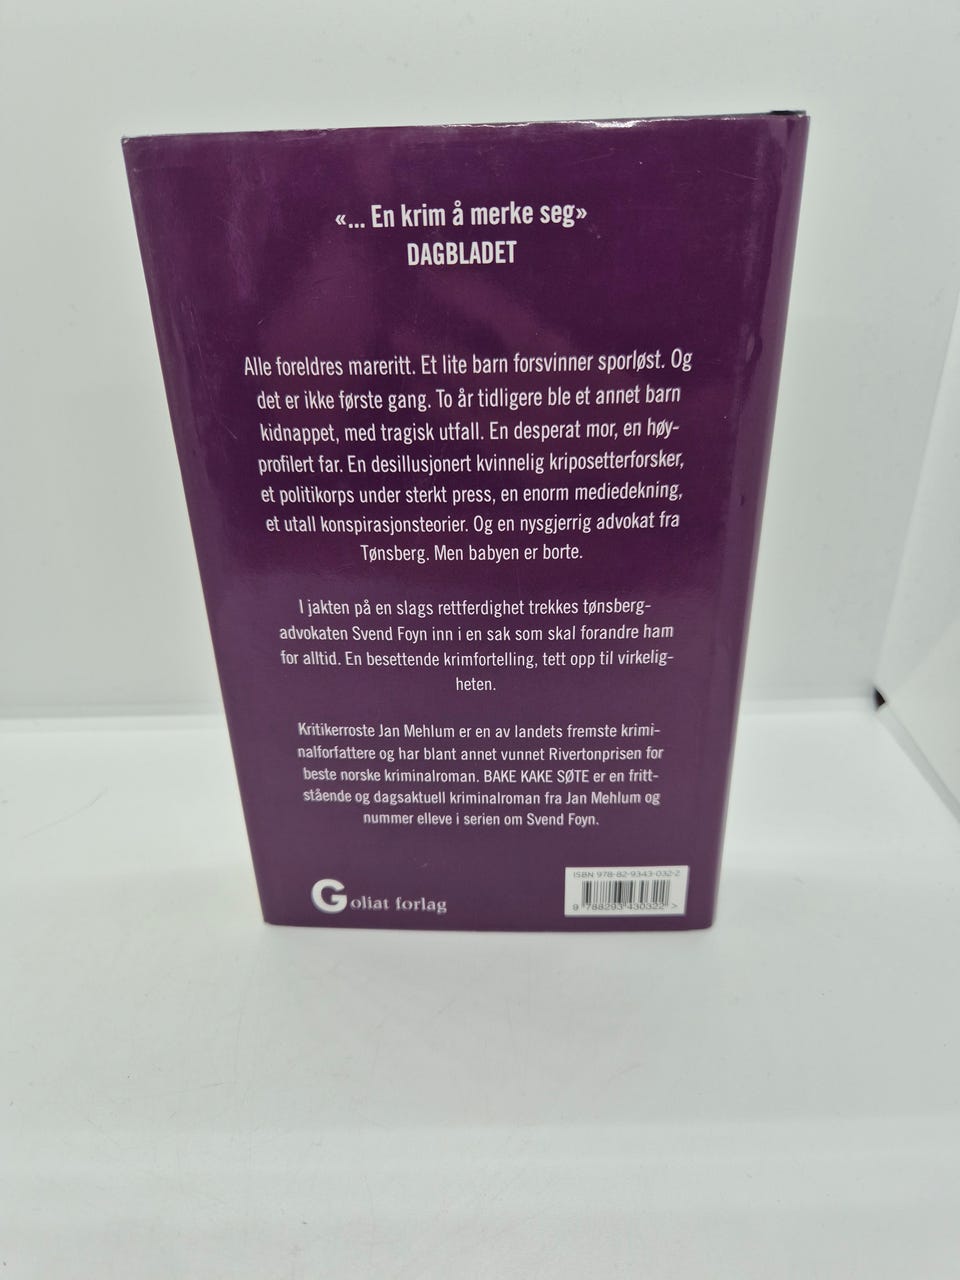 «... En krim å merke seg»
DAGBLADET
Alle foreldres mareritt. Et lite barn forsvinner sporløst. Og
det er ikke første gang. To år tidligere ble et annet barn
kidnappet, med tragisk utfall. En desperat mor, en høy-
profilert far. En desillusjonert kvinnelig kriposetterforsker,
et politikorps under sterkt press, en enorm mediedekning,
et utall konspirasjonsteorier. Og en nysgjerrig advokat fra
Tønsberg. Men babyen er borte.
I jakten på en slags rettferdighet trekkes tønsberg-
advokaten Svend Foyn inn i en sak som skal forandre ham
for alltid. En besettende krimfortelling, tett opp til virkelig-
heten.
Kritikerroste Jan Mehlum er en av landets fremste krimi-
nalforfattere og har blant annet vunnet Rivertonprisen for
beste norske kriminalroman. BAKE KAKE SØTE er en fritt-
stående og dagsaktuell kriminalroman fra Jan Mehlum og
nummer elleve i serien om Svend Foyn.
Goliat forlag
ISBN 978-82-9343-032-2
9 788293 430322 >